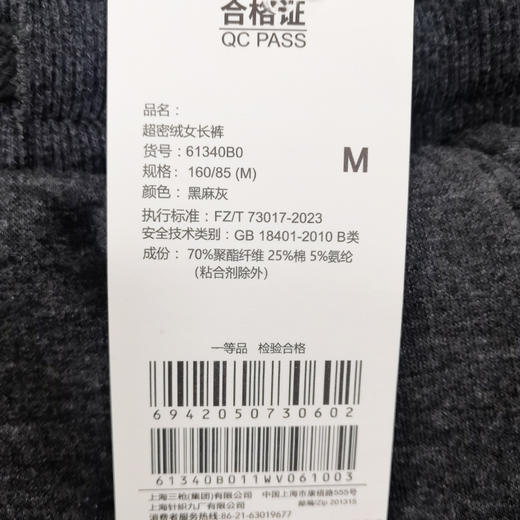 合格证
QC PASS
品名：
超密绒女长裤
货号：61340B0
规格：160/85 (M)
M
颜色：黑麻灰
执行标准：FZ/T 73017-2023
安全技术类别：GB 18401-2010 B类
成份：70%聚酯纤维 25%棉 5%氨纶
(粘合剂除外)
一等品 检验合格
6942050730602
61340B011WV061003
上海三枪(集团)有限公司 中国上海市康梧路555号
上海针织九厂有限公司 邮编/Zip 201315
消费者服务热线:86-21-63019677